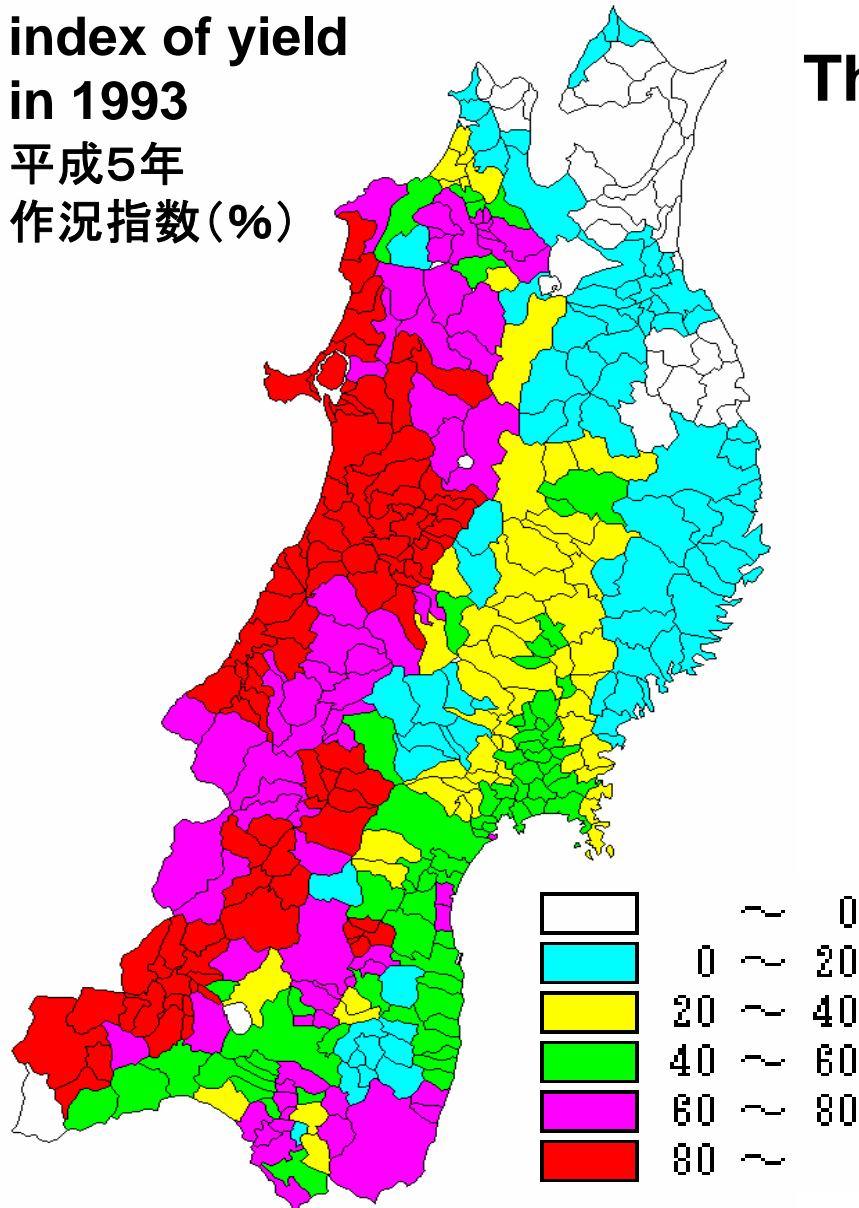 index of yield
in 1993
平成5年
作況指数(%)
Th
～ 0
0 ～ 20
20 ～ 40
40 ～ 60
60 ～ 80
80 ～